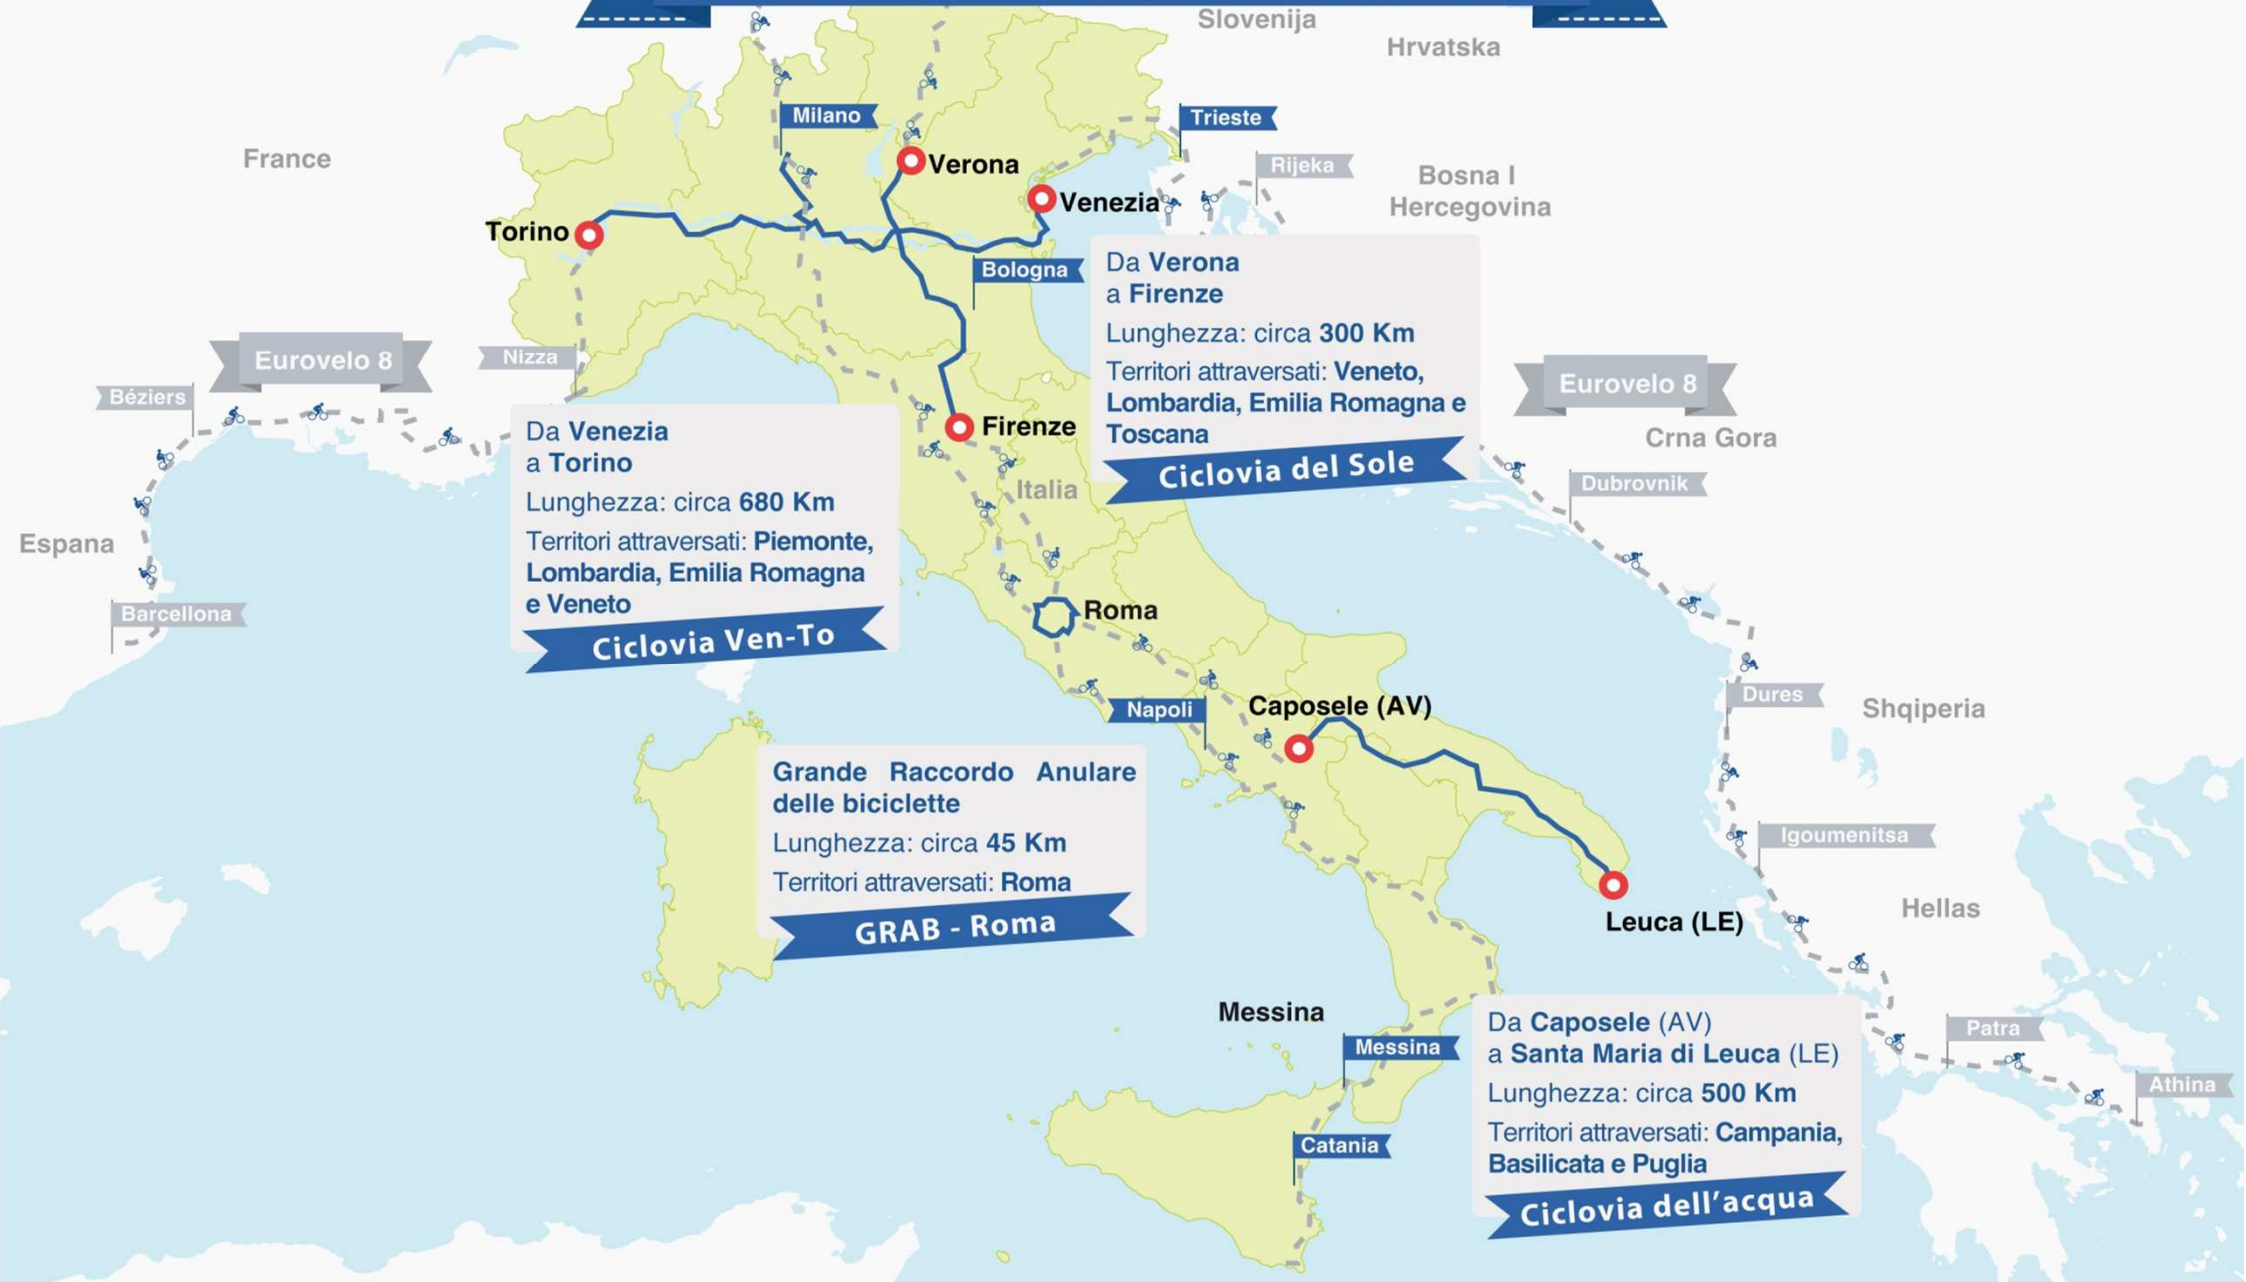 Slovenija
Hrvatska
Milano
Trieste
France
Verona
Rijeka
Bosna I
Hercegovina
Venezia
Torino
Bologna
Da Verona
a Firenze
Lunghezza: circa 300 Km
Territori attraversati: Veneto,
Lombardia, Emilia Romagna e
Toscana
Ciclovia del Sole
Eurovelo 8
Nizza
Béziers
Eurovelo 8
Crna Gora
Firenze
Da Venezia
a Torino
Lunghezza: circa 680 Km
Territori attraversati: Piemonte,
Lombardia, Emilia Romagna
e Veneto
Ciclovia Ven-To
Italia
Dubrovnik
Espana
Barcellona
Roma
Dures
Shqiperia
Napoli
Caposele (AV)
Grande Raccordo Anulare
delle biciclette
Lunghezza: circa 45 Km
Territori attraversati: Roma
GRAB - Roma
Igoumenitsa
Hellas
Leuca (LE)
Messina
Messina
Da Caposele (AV)
a Santa Maria di Leuca (LE)
Lunghezza: circa 500 Km
Territori attraversati: Campania,
Basilicata e Puglia
Ciclovia dell'acqua
Patra
Athina
Catania